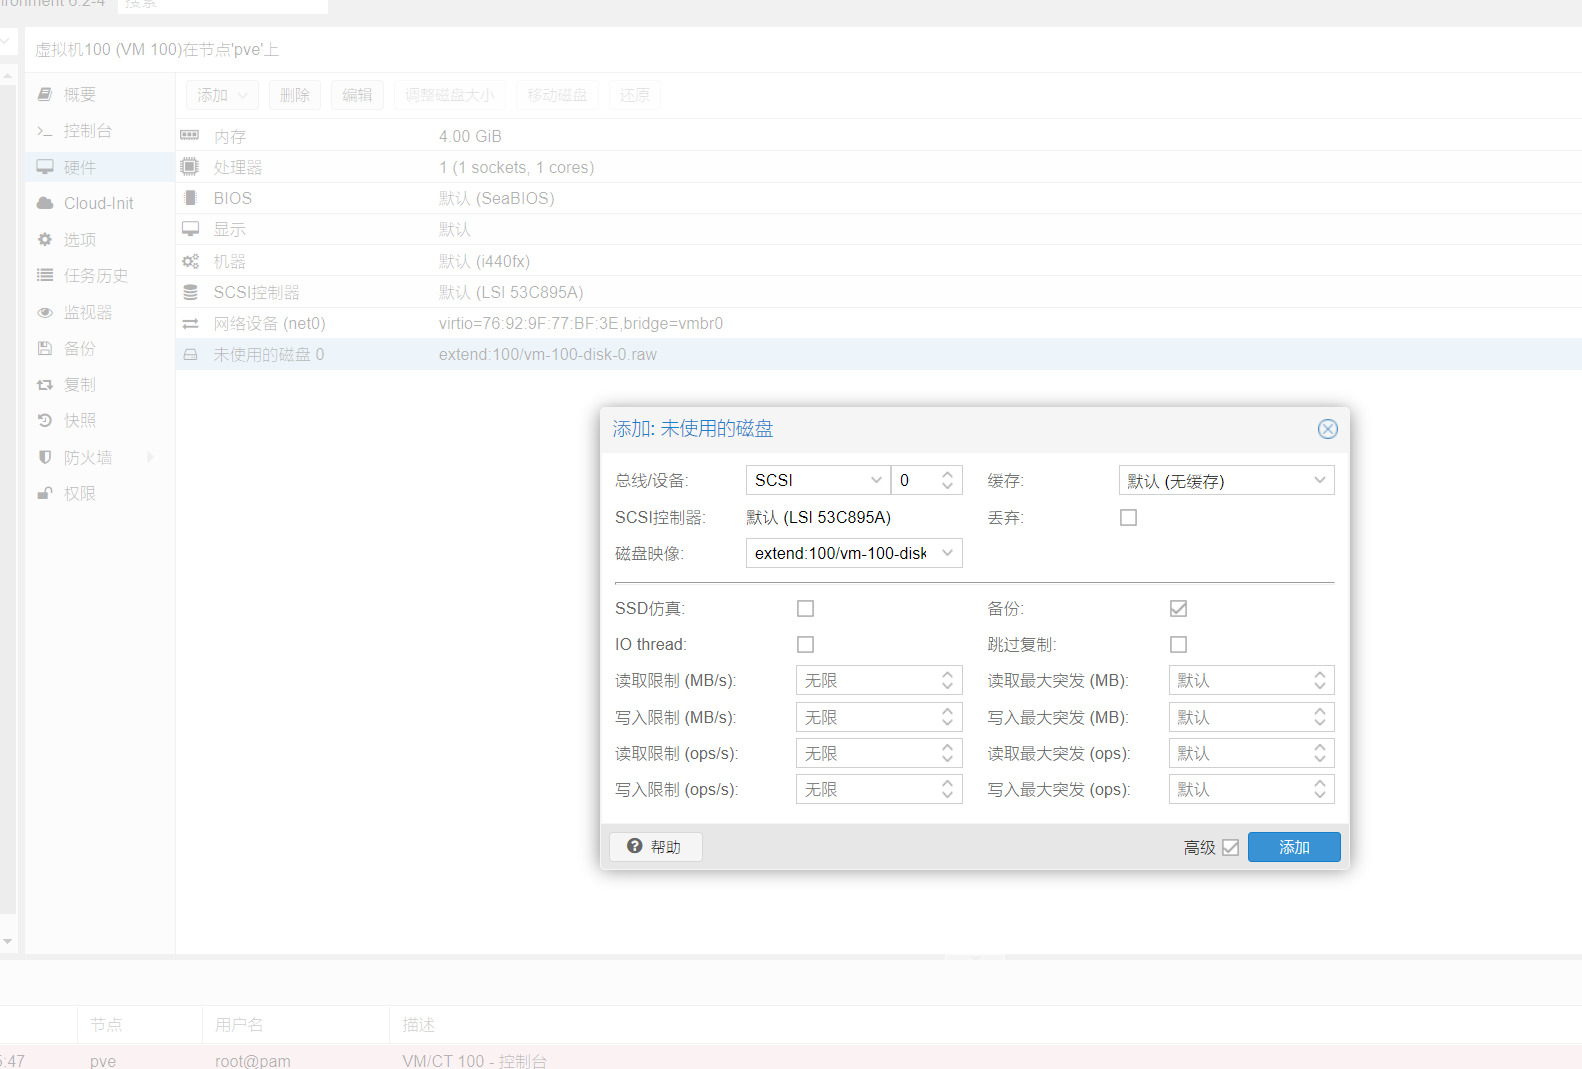 ironment 6.2-4 搜索
虚拟机100 (VM 100)在节点'pve'上
概要
控制台
硬件
Cloud-Init
选项
任务历史
监视器
备份
复制
快照
防火墙
权限
添加 删除 编辑 调整磁盘大小 移动磁盘 还原
内存 4.00 GiB
处理器 1 (1 sockets, 1 cores)
BIOS 默认 (SeaBIOS)
显示 默认
机器 默认 (i440fx)
SCSI控制器 默认 (LSI 53C895A)
网络设备 (net0) virtio=76:92:9F:77:BF:3E,bridge=vmbr0
未使用的磁盘 0 extend:100/vm-100-disk-0.raw
添加: 未使用的磁盘
总线/设备: SCSI 0 缓存: 默认 (无缓存)
SCSI控制器: 默认 (LSI 53C895A) 丢弃:
磁盘映像: extend:100/vm-100-disk
SSD仿真: 备份:
IO thread: 跳过复制:
读取限制 (MB/s): 无限 读取最大突发 (MB): 默认
写入限制 (MB/s): 无限 写入最大突发 (MB): 默认
读取限制 (ops/s): 无限 读取最大突发 (ops): 默认
写入限制 (ops/s): 无限 写入最大突发 (ops): 默认
帮助 高级 添加
节点 用户名 描述
5:47 pve root@pam VM/CT 100 - 控制台